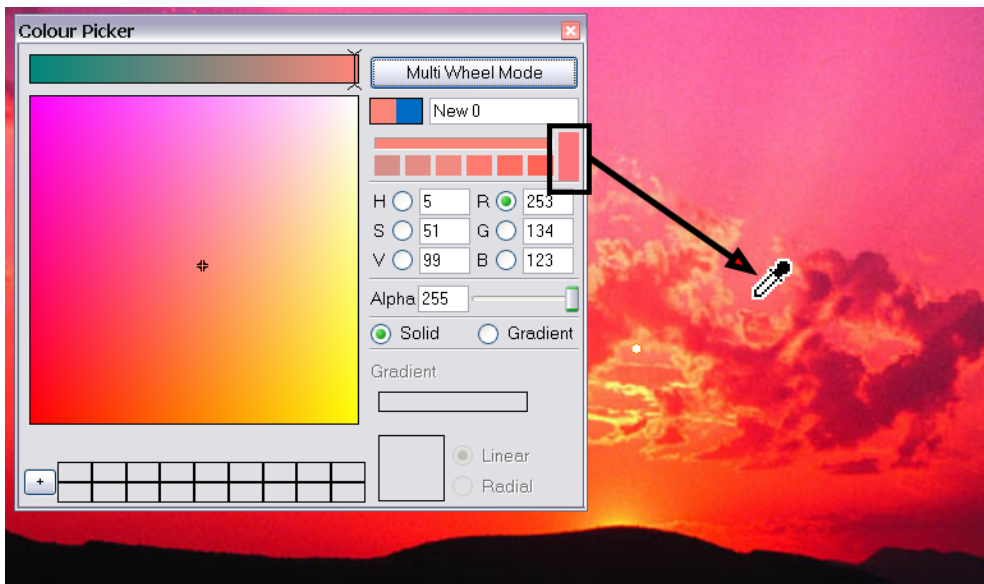 Colour Picker
Multi Wheel Mode
New 0
H 5 R 253
S 51 G 134
V 99 B 123
Alpha 255
Solid Gradient
Gradient
+
Linear
Radial